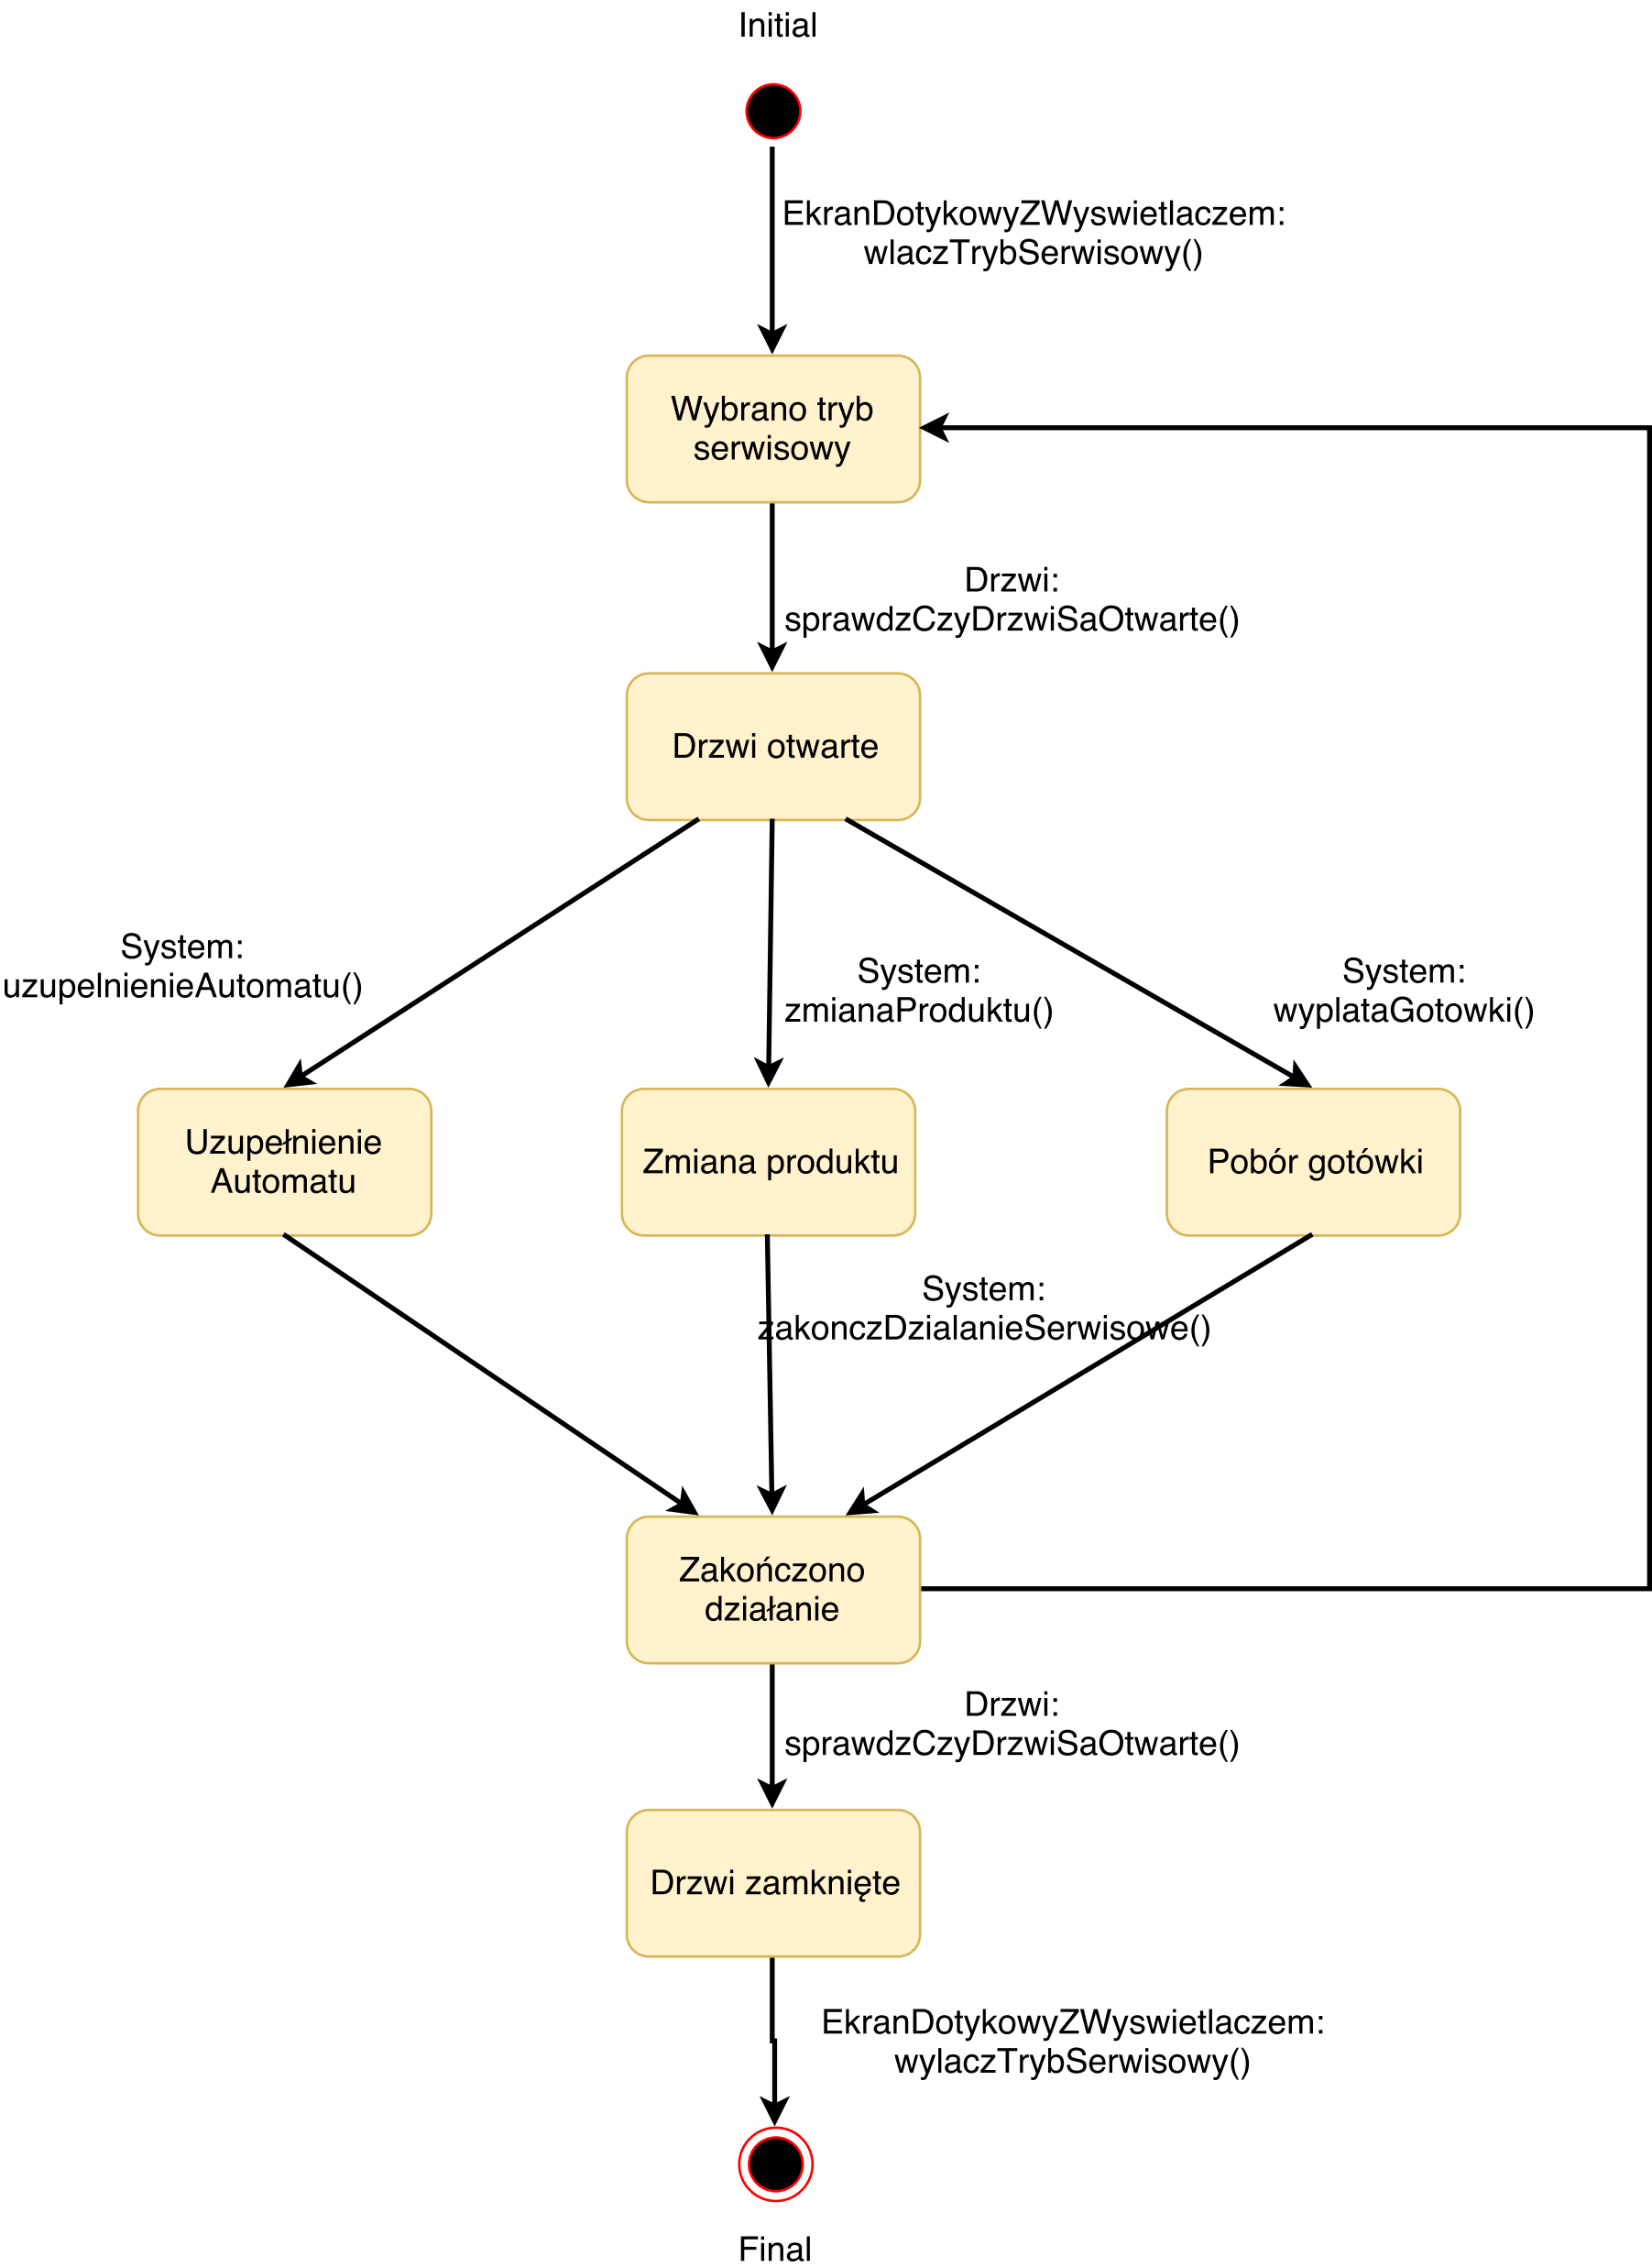 Initial
EkranDotykowyZWyswietlaczem:
wlaczTrybSerwisowy()
Wybrano tryb
serwisowy
Drzwi:
sprawdzCzyDrzwiSaOtwarte()
Drzwi otwarte
System:
uzupelnienieAutomatu()
System:
zmianaProduktu()
System:
wyplataGotowki()
Uzupełnienie
Automatu
Zmiana produktu
Pobór gotówki
System:
zakonczDzialanieSerwisowe()
Zakończono
działanie
Drzwi:
sprawdzCzyDrzwiSaOtwarte()
Drzwi zamknięte
EkranDotykowyZWyswietlaczem:
wylaczTrybSerwisowy()
Final